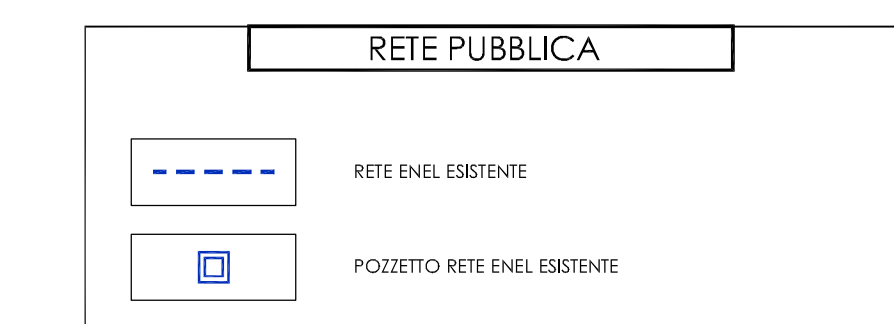 RETE PUBBLICA
RETE ENEL ESISTENTE
POZZETTO RETE ENEL ESISTENTE